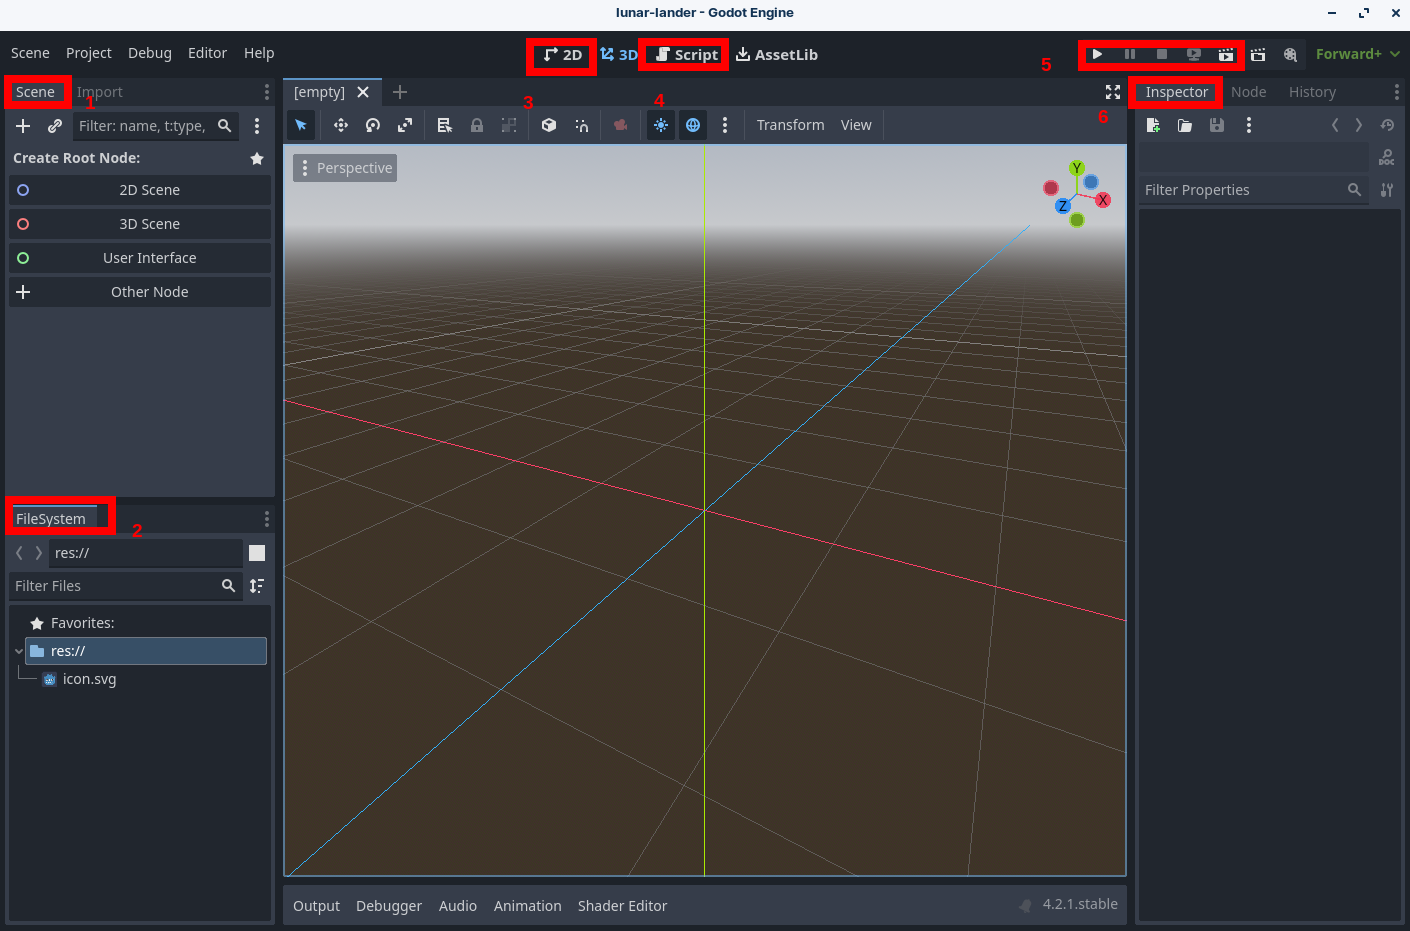 lunar-lander - Godot Engine
Scene Project Debug Editor Help
2D 3D Script AssetLib
5
Forward+
Scene Import
1
[empty]
3
4
Inspector Node History
6
Filter: name, t:type,
Transform View
Create Root Node:
2D Scene
3D Scene
User Interface
Other Node
Perspective
Y
X
Z
DOC
Filter Properties
FileSystem
2
res://
Filter Files
Favorites:
res://
icon.svg
Output Debugger Audio Animation Shader Editor
4.2.1.stable